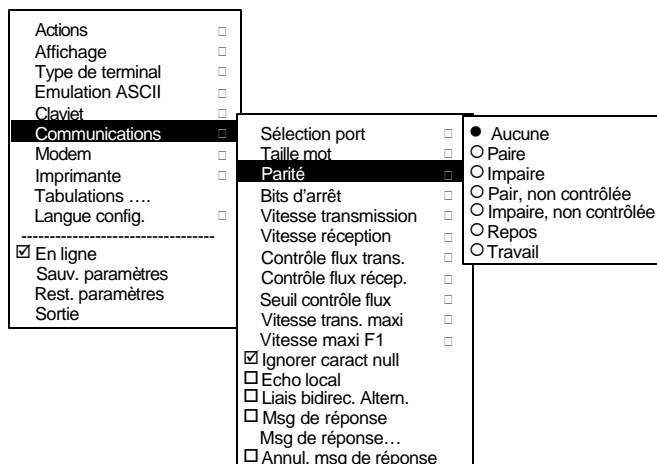 Actions
Affichage
Type de terminal
Emulation ASCII
Claviet
Communications
Modem
Imprimante
Tabulations ….
Langue config.
----------------------------------
☑ En ligne
Sauv. paramètres
Rest. paramètres
Sortie
Sélection port
Taille mot
Parité
Bits d'arrêt
Vitesse transmission
Vitesse réception
Contrôle flux trans.
Contrôle flux récep.
Seuil contrôle flux
Vitesse trans. maxi
Vitesse maxi F1
☑ Ignorer caract null
☐ Echo local
☐ Liais bidirec. Altern.
☐ Msg de réponse
Msg de réponse…
☐ Annul. msg de réponse
● Aucune
○ Paire
○ Impaire
○ Pair, non contrôlée
○ Impaire, non contrôlée
○ Repos
○ Travail